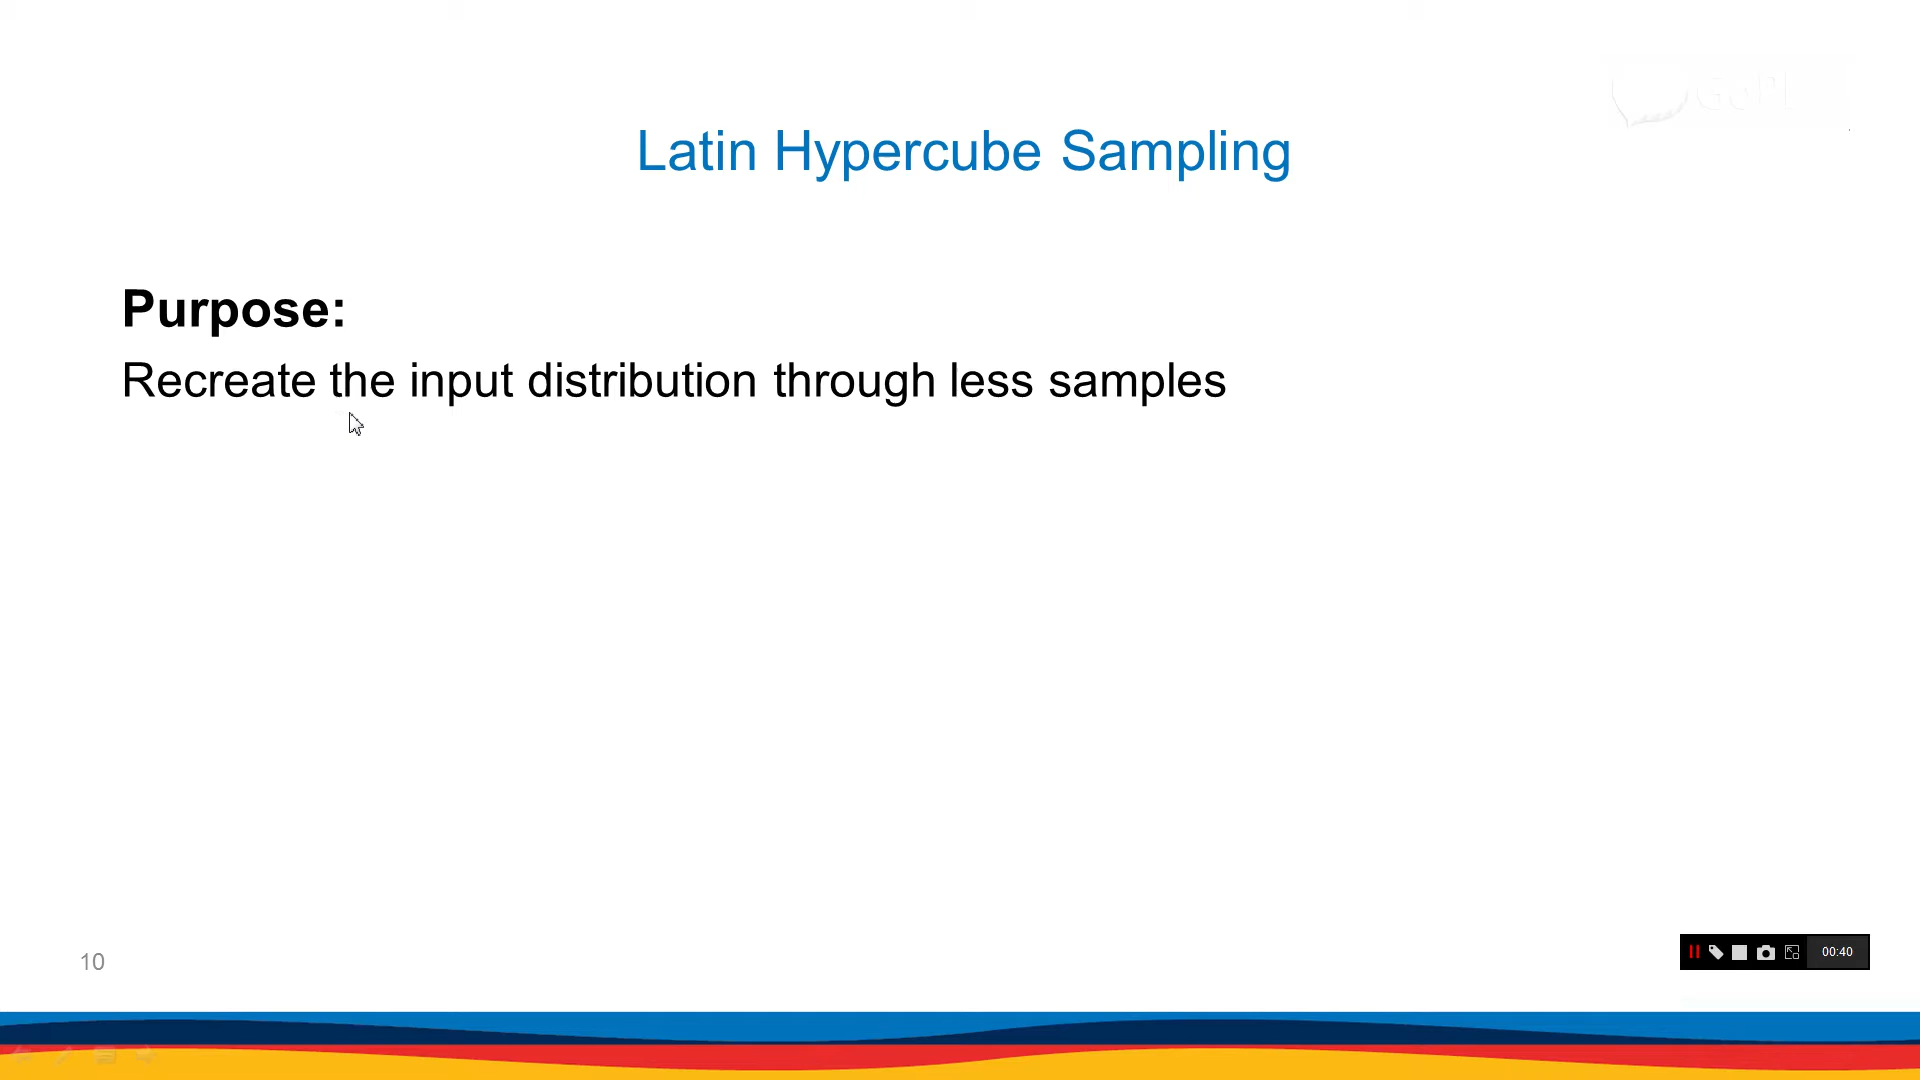 Latin Hypercube Sampling
Purpose:
Recreate the input distribution through less samples
10
00:40